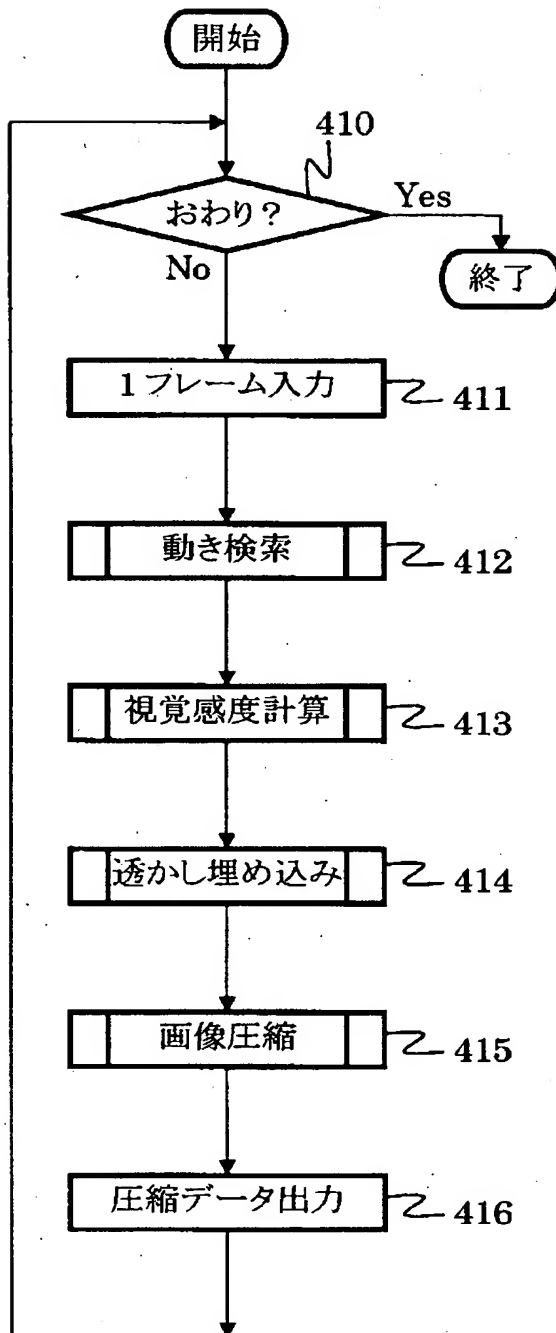 開始
410
おわり？
Yes
No
終了
1フレーム入力
411
動き検索
412
視覚感度計算
413
透かし埋め込み
414
画像圧縮
415
圧縮データ出力
416